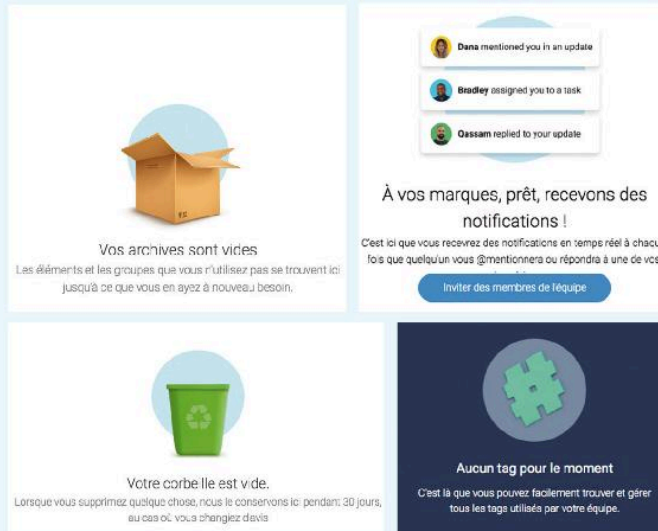 Vos archives sont vides
Les éléments et les groupes que vous n'utilisez pas se trouvent ici
jusqu'à ce que vous en ayez à nouveau besoin.
Dana mentioned you in an update
Bradley assigned you to a task
Qassam replied to your update
À vos marques, prêt, recevons des
notifications !
C'est ici que vous recevrez des notifications en temps réel à chaqu
fois que quelqu'un vous @mentionnera ou répondra à une de vos
Inviter des membres de l'équipe
Votre corbeille est vide.
Lorsque vous supprimez quelque chose, nous le conservons ici pendant 30 jours,
au cas où vous changiez d'avis
Aucun tag pour le moment
C'est là que vous pouvez facilement trouver et gérer
tous les tags utilisés par votre équipe.